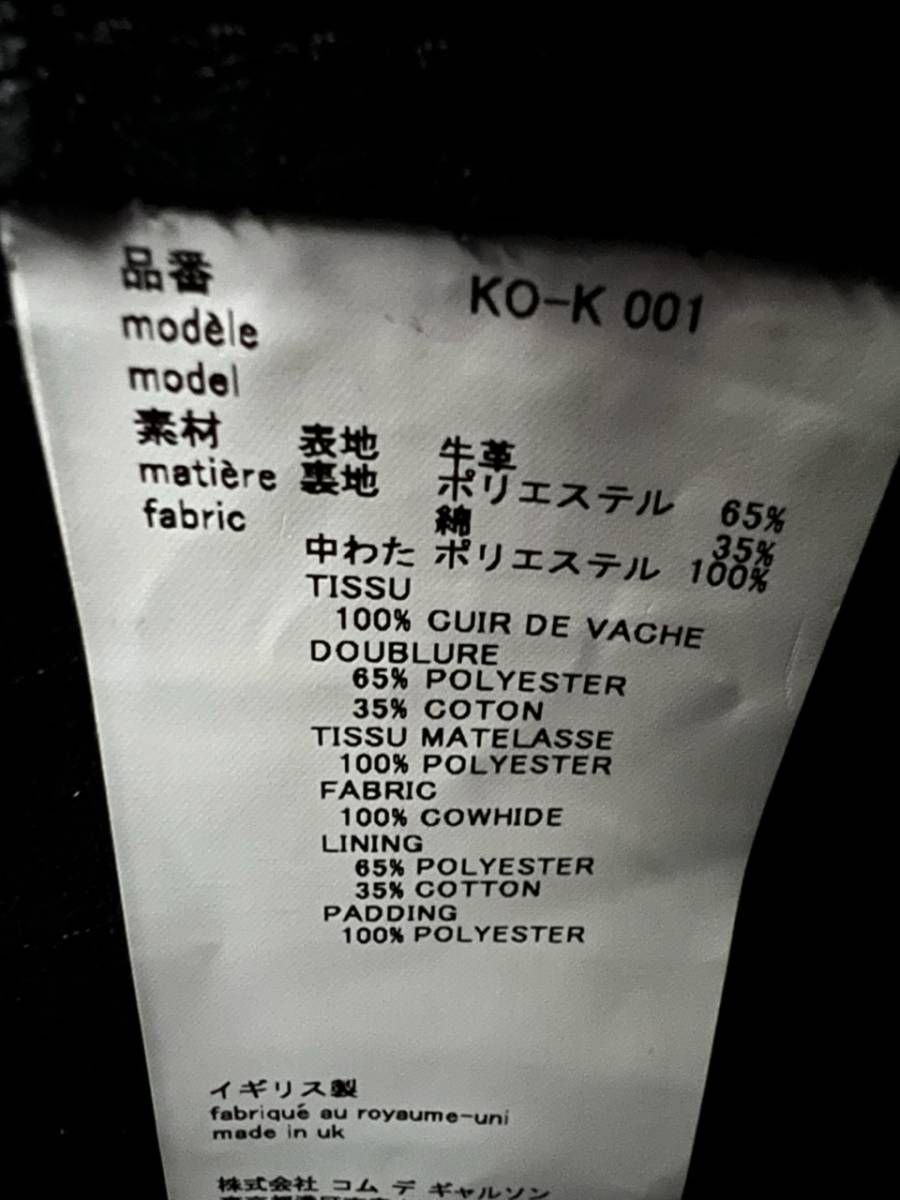 品番 KO-K 001
modèle
model
素材 表地 牛革
matière 裏地 ポリエステル 65%
fabric 綿 35%
中わた ポリエステル 100%
TISSU
100% CUIR DE VACHE
DOUBLURE
65% POLYESTER
35% COTON
TISSU MATELASSE
100% POLYESTER
FABRIC
100% COWHIDE
LINING
65% POLYESTER
35% COTTON
PADDING
100% POLYESTER
イギリス製
fabriqué au royaume-uni
made in uk
株式会社 コム デ ギャルソン